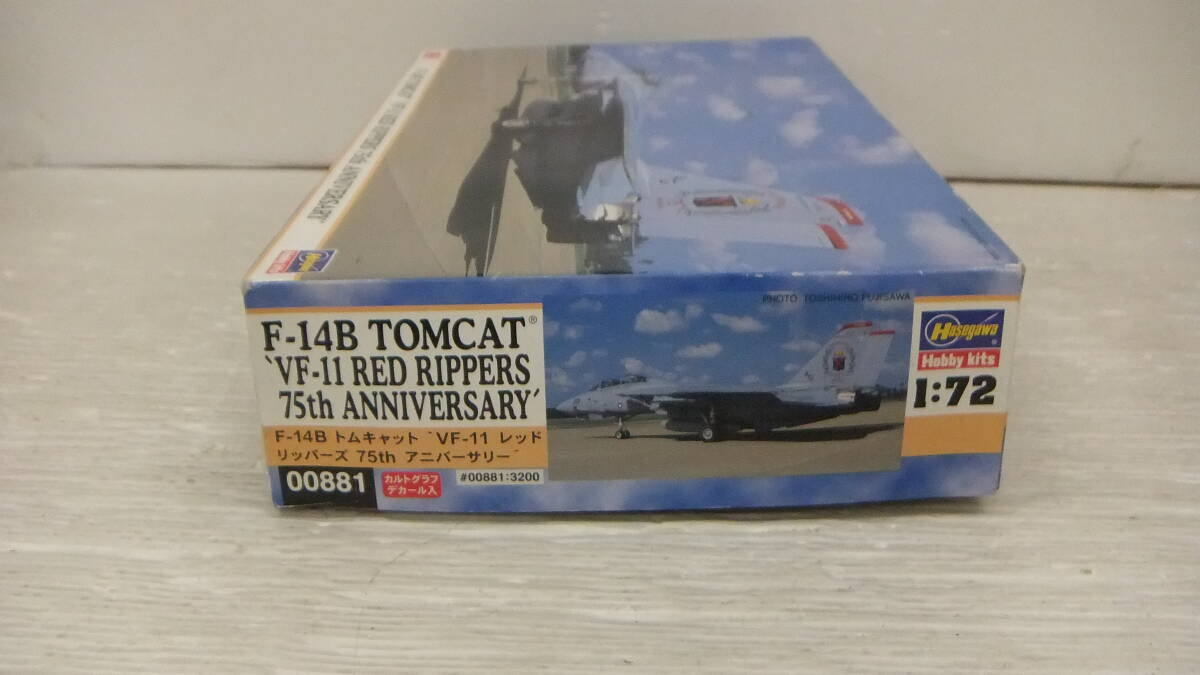 F-14B TOMCAT®
`VF-11 RED RIPPERS
75th ANNIVERSARY´
F-14B トムキャット ｀VF-11 レッド
リッパーズ 75th アニバーサリー´
00881
カルトグラフ
デカール入
#00881:3200
PHOTO TOSHIHIRO FUJISAWA
Hasegawa®
Hobby kits
1:72
Hasegawa